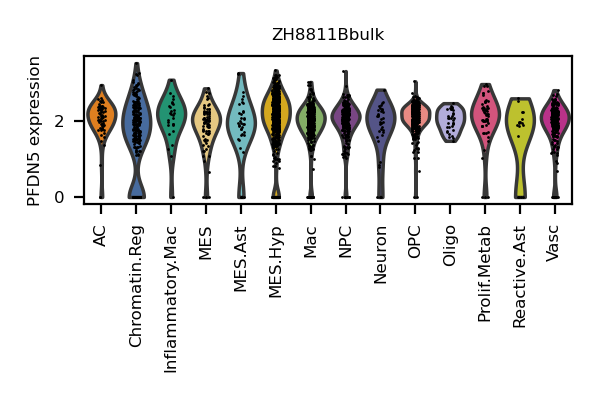 ZH8811Bbulk
PFDN5 expression
2
0
AC
Chromatin.Reg
Inflammatory.Mac
MES
MES.Ast
MES.Hyp
Mac
NPC
Neuron
OPC
Oligo
Prolif.Metab
Reactive.Ast
Vasc